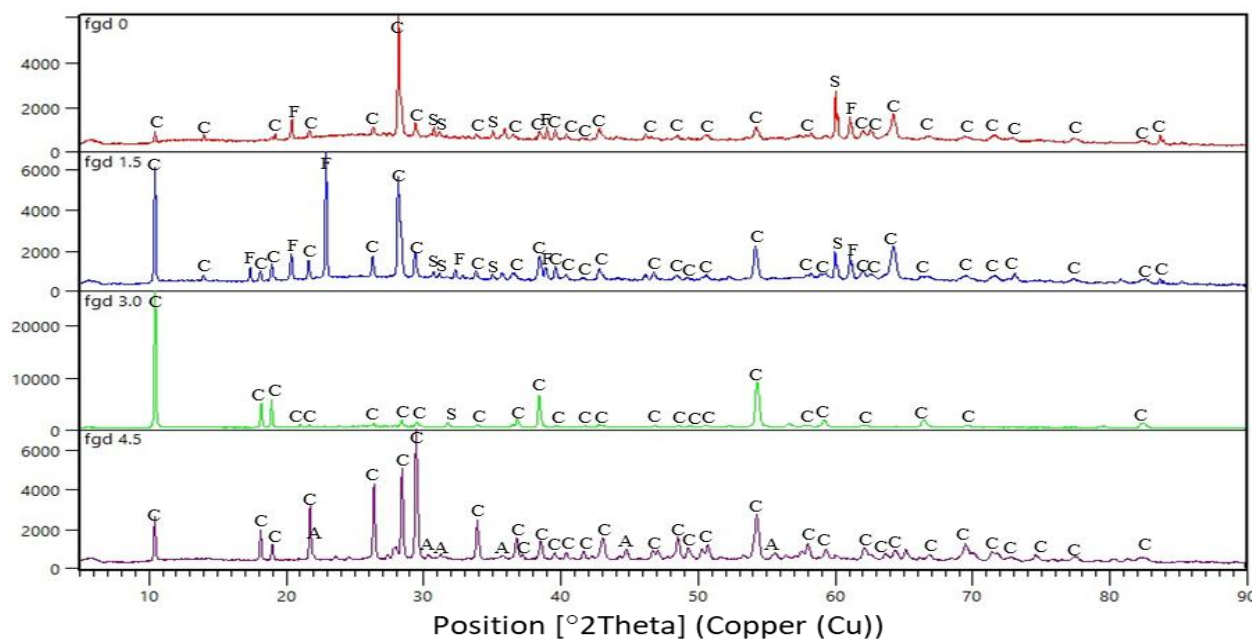 fgd 0
C C C F C C C C S S C S C C F C C C C C C C C C S F C C C C C C C C C C
4000
2000
0
fgd 1.5
C C F C C F C F C C C S S F C S C C F C C C C C C C C C C C S F C C C C C C C C C C
6000
4000
2000
0
fgd 3.0
C C C C C C C C S C C C C C C C C C C C C C C C C C
20000
10000
0
fgd 4.5
C C C C A C C C A A C A C C C C C C C C C C C C A C C C C C C C C C C C C
6000
4000
2000
0
10 20 30 40 50 60 70 80 90
Position [°2Theta] (Copper (Cu))